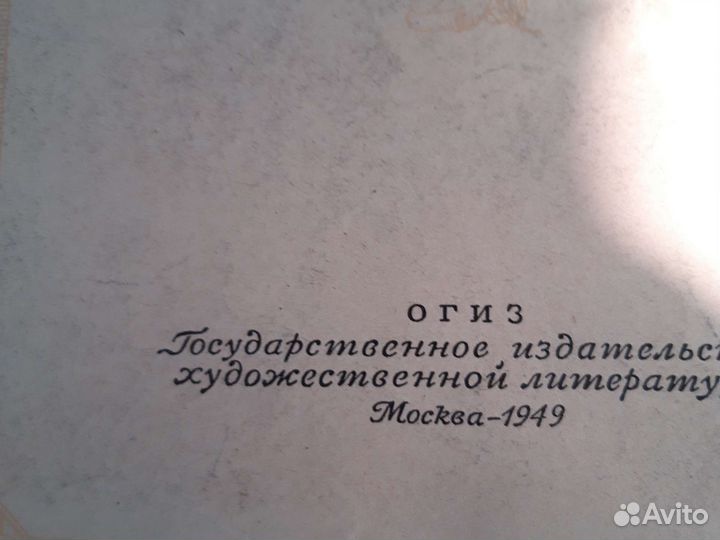 ОГИЗ
Государственное издательст
художественной литерату
Москва-1949
Avito